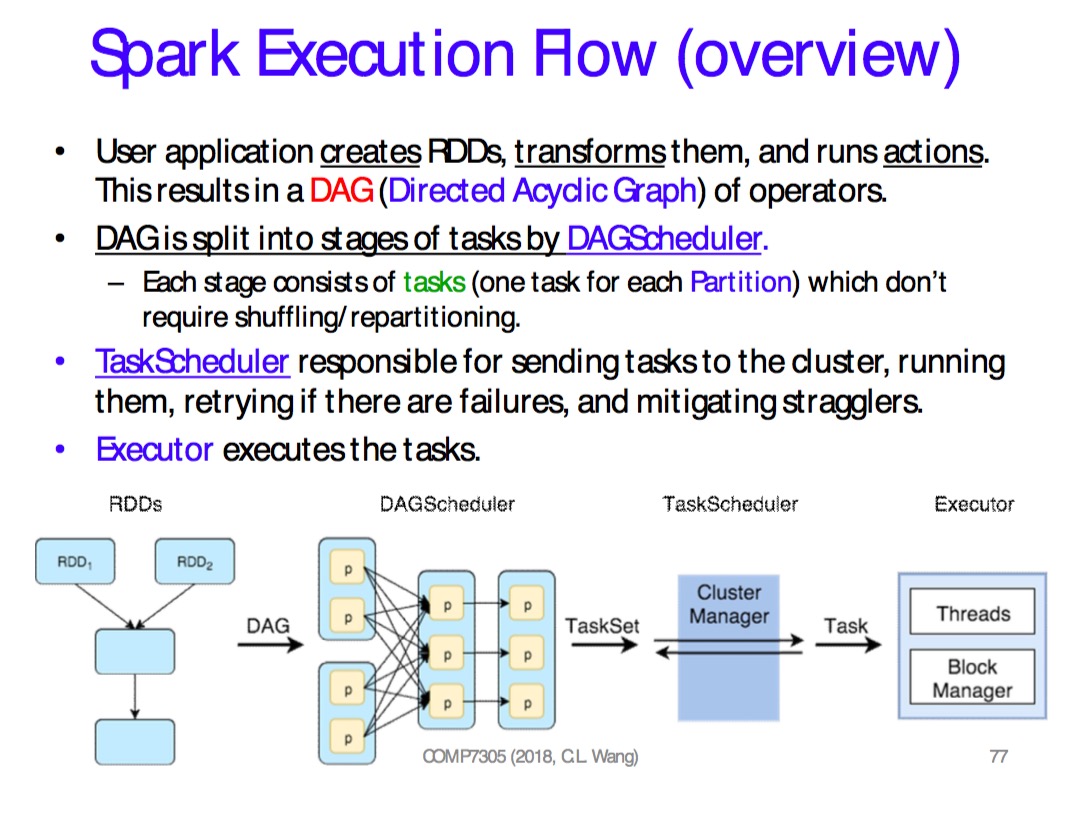 Spark Execution Flow (overview)
• User application creates RDDs, transforms them, and runs actions.
This results in a DAG (Directed Acyclic Graph) of operators.
• DAG is split into stages of tasks by DAGScheduler.
– Each stage consists of tasks (one task for each Partition) which don't
require shuffling/repartitioning.
• TaskScheduler responsible for sending tasks to the cluster, running
them, retrying if there are failures, and mitigating stragglers.
• Executor executes the tasks.
RDDs
DAGScheduler
TaskScheduler
Executor
RDD1
RDD2
DAG
p
p
p
p
p
p
p
p
p
p
TaskSet
Cluster
Manager
Task
Threads
Block
Manager
COMP7305 (2018, C.L. Wang)
77